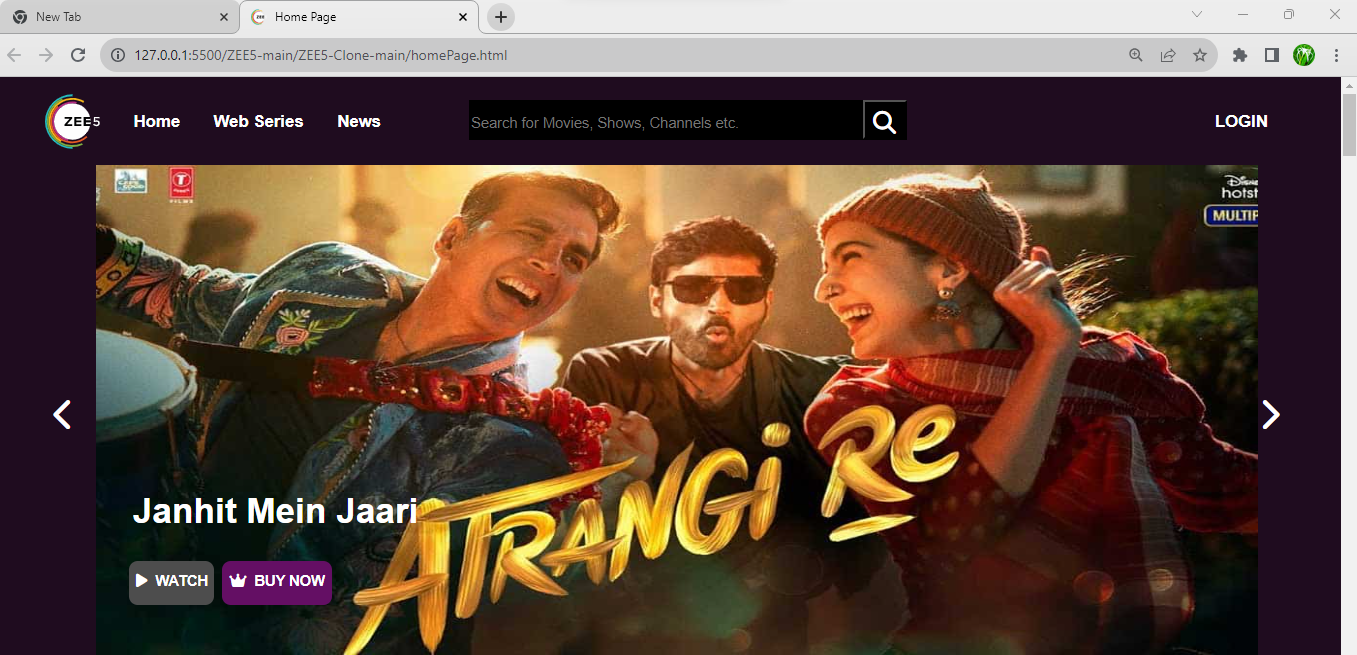 New Tab
Home Page
127.0.0.1:5500/ZEE5-main/ZEE5-Clone-main/homePage.html
ZEE5
Home
Web Series
News
Search for Movies, Shows, Channels etc.
LOGIN
T
Disne
hotst
MULTIP
ATRANGI RE
Janhit Mein Jaari
WATCH
BUY NOW